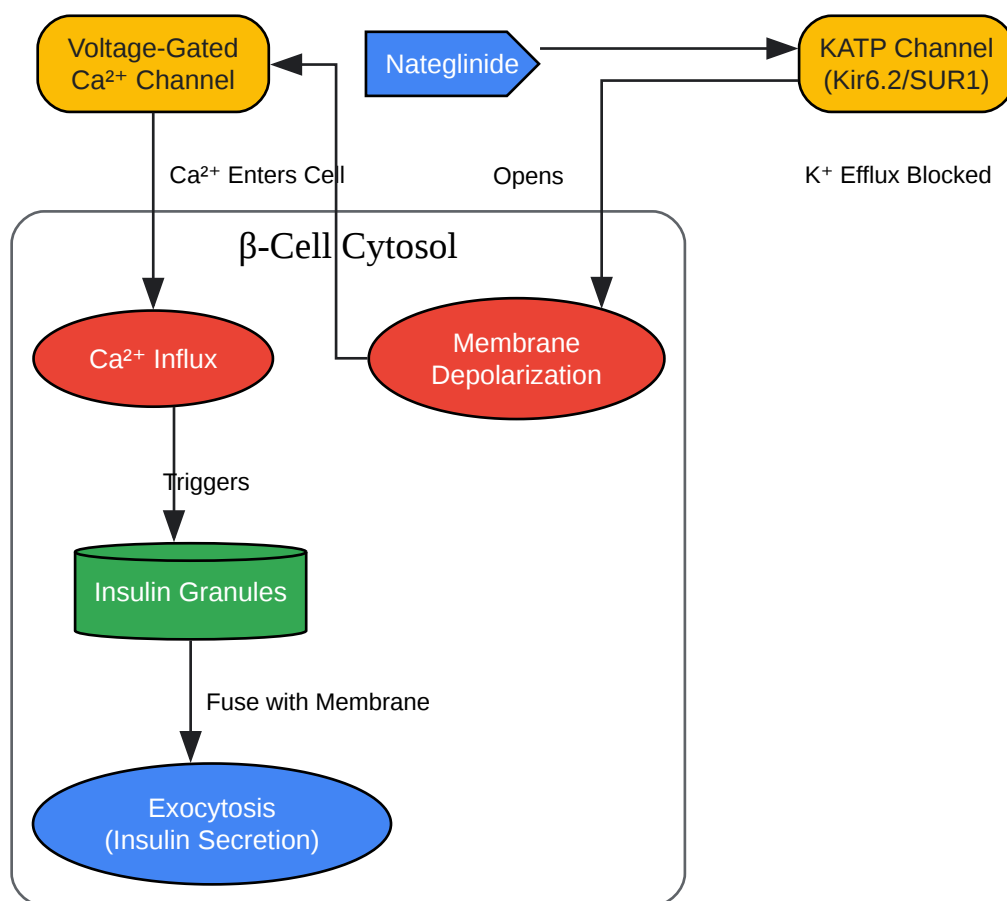 Voltage-Gated
Ca²⁺ Channel
Nateglinide
KATP Channel
(Kir6.2/SUR1)
Ca²⁺ Enters Cell
Opens
K⁺ Efflux Blocked
β-Cell Cytosol
Ca²⁺ Influx
Membrane
Depolarization
Triggers
Insulin Granules
Fuse with Membrane
Exocytosis
(Insulin Secretion)